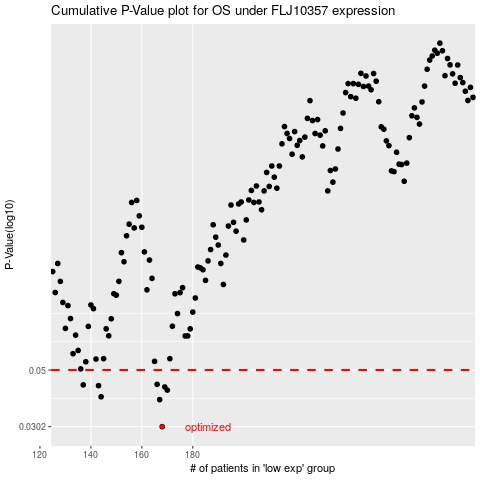 Cumulative P-Value plot for OS under FLJ10357 expression
P-Value(log10)
0.05
0.0302
optimized
120 140 160 180
# of patients in 'low exp' group